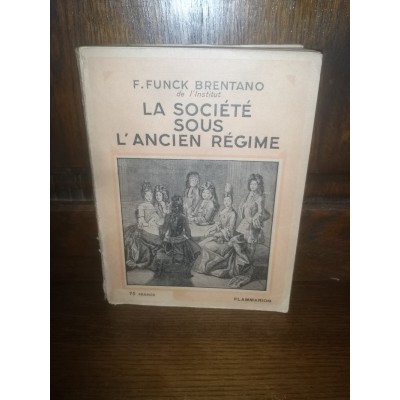 F. FUNCK BRENTANO
de l'Institut
LA SOCIÉTÉ
SOUS
L'ANCIEN RÉGIME
FLAMMARION